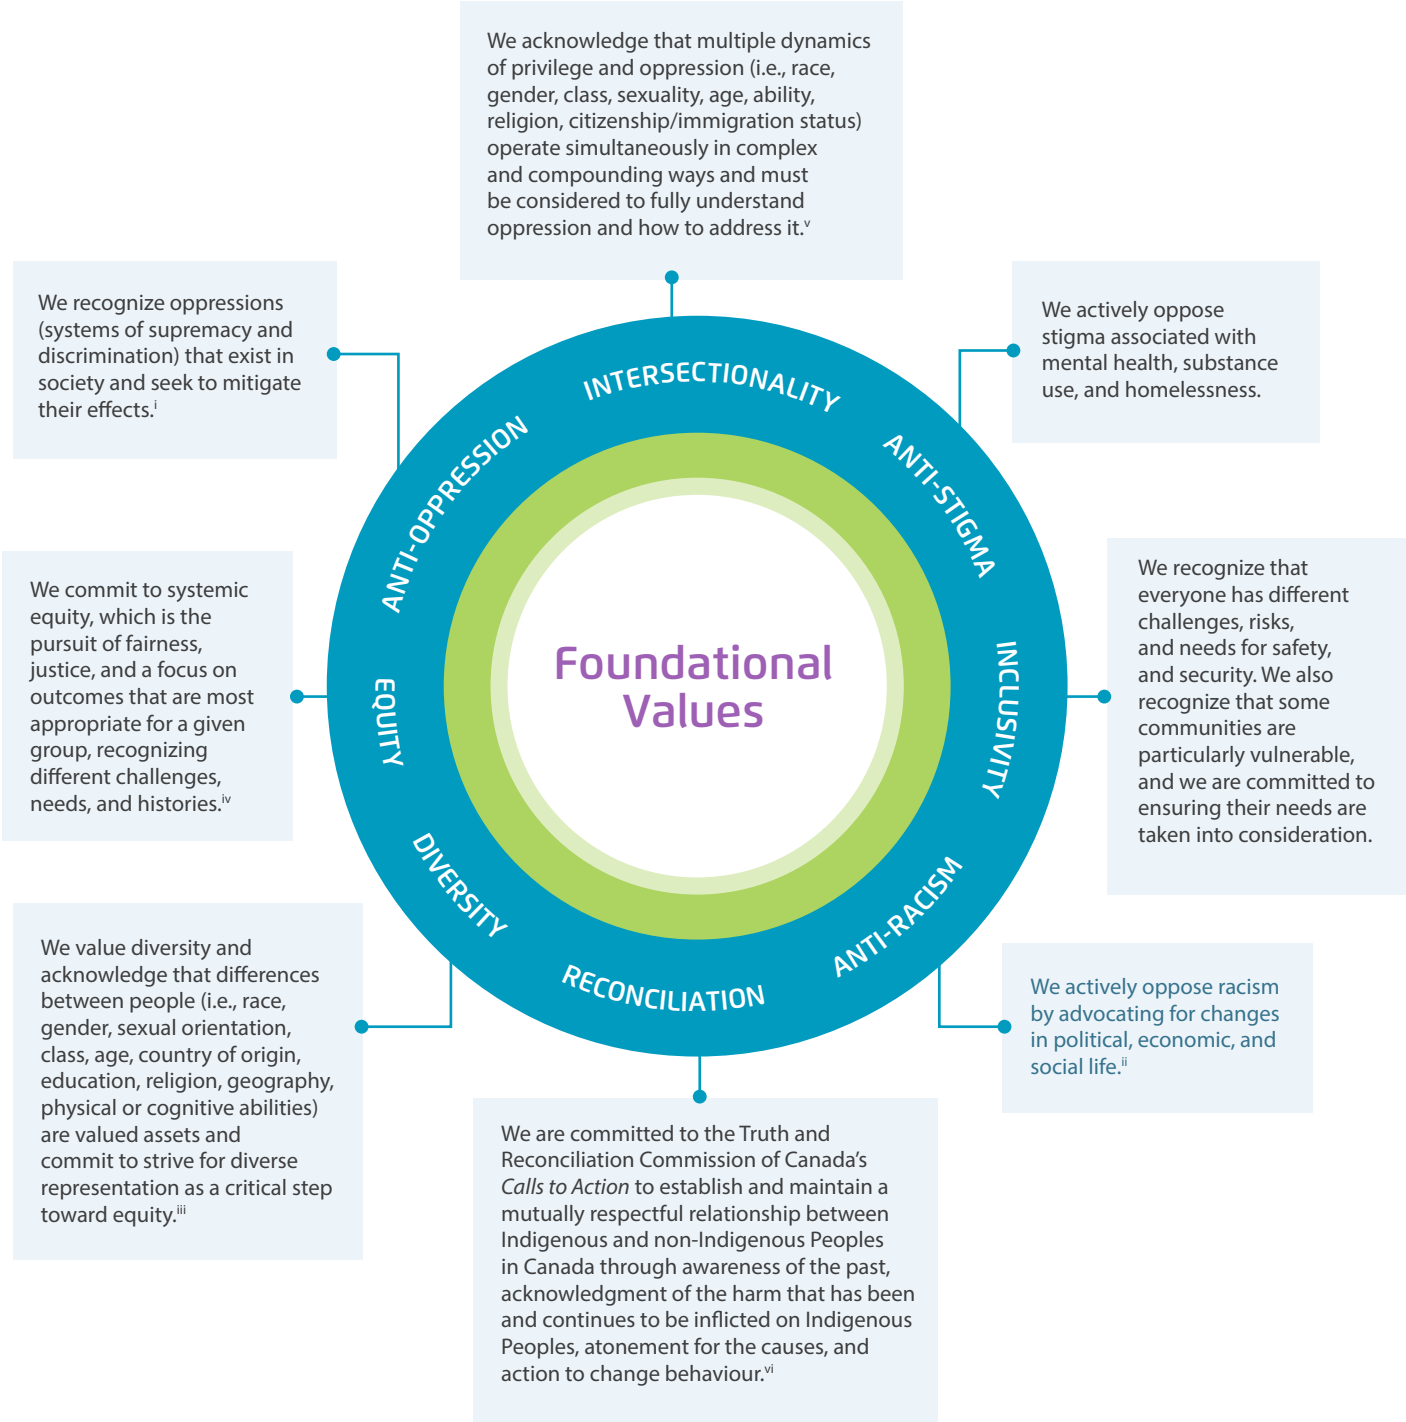 We acknowledge that multiple dynamics
of privilege and oppression (i.e., race,
gender, class, sexuality, age, ability,
religion, citizenship/immigration status)
operate simultaneously in complex
and compounding ways and must
be considered to fully understand
oppression and how to address it.v
We recognize oppressions
(systems of supremacy and
discrimination) that exist in
society and seek to mitigate
their effects.i
We actively oppose
stigma associated with
mental health, substance
use, and homelessness.
INTERSECTIONALITY
ANTI-OPPRESSION
ANTI-STIGMA
We commit to systemic
equity, which is the
pursuit of fairness,
justice, and a focus on
outcomes that are most
appropriate for a given
group, recognizing
different challenges,
needs, and histories.iv
EQUITY
Foundational
Values
INCLUSIVITY
We recognize that
everyone has different
challenges, risks,
and needs for safety,
and security. We also
recognize that some
communities are
particularly vulnerable,
and we are committed to
ensuring their needs are
taken into consideration.
DIVERSITY
RECONCILIATION
ANTI-RACISM
We value diversity and
acknowledge that differences
between people (i.e., race,
gender, sexual orientation,
class, age, country of origin,
education, religion, geography,
physical or cognitive abilities)
are valued assets and
commit to strive for diverse
representation as a critical step
toward equity.iii
We actively oppose racism
by advocating for changes
in political, economic, and
social life.ii
We are committed to the Truth and
Reconciliation Commission of Canada’s
Calls to Action to establish and maintain a
mutually respectful relationship between
Indigenous and non-Indigenous Peoples
in Canada through awareness of the past,
acknowledgment of the harm that has been
and continues to be inflicted on Indigenous
Peoples, atonement for the causes, and
action to change behaviour.vi